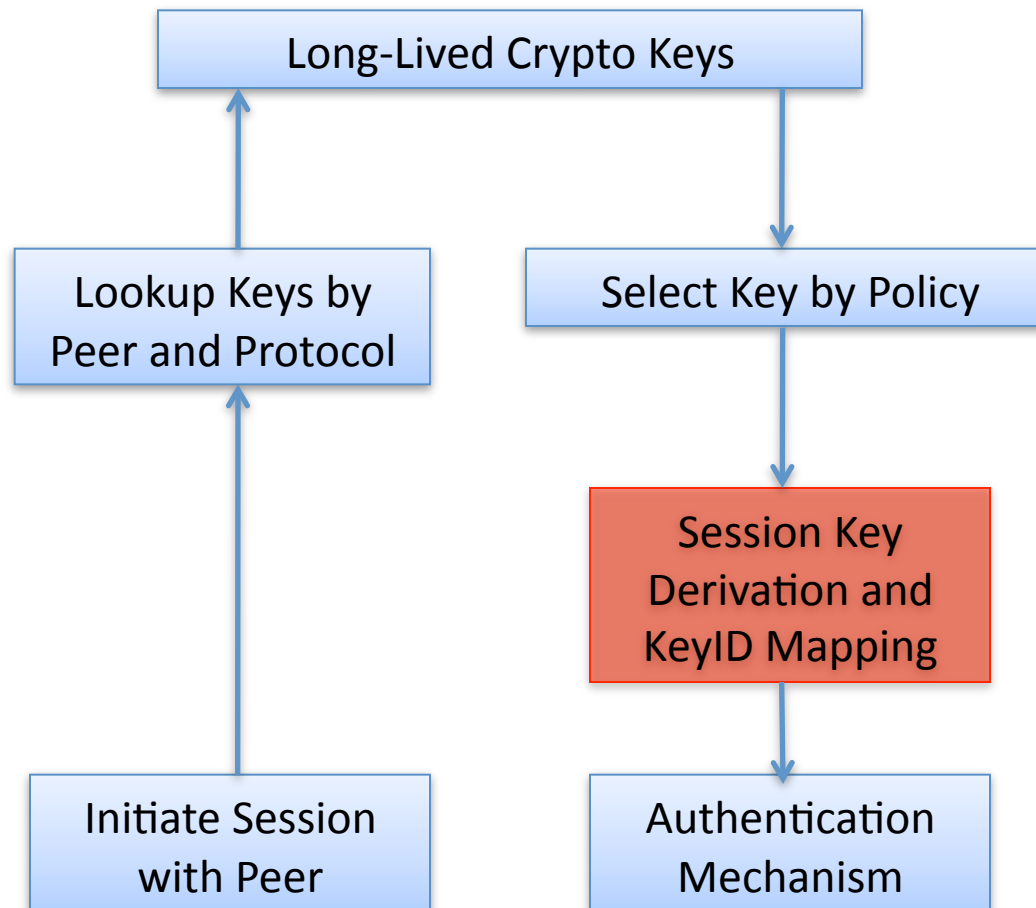 Long-Lived Crypto Keys
Lookup Keys by
Peer and Protocol
Select Key by Policy
Session Key
Derivation and
KeyID Mapping
Initiate Session
with Peer
Authentication
Mechanism